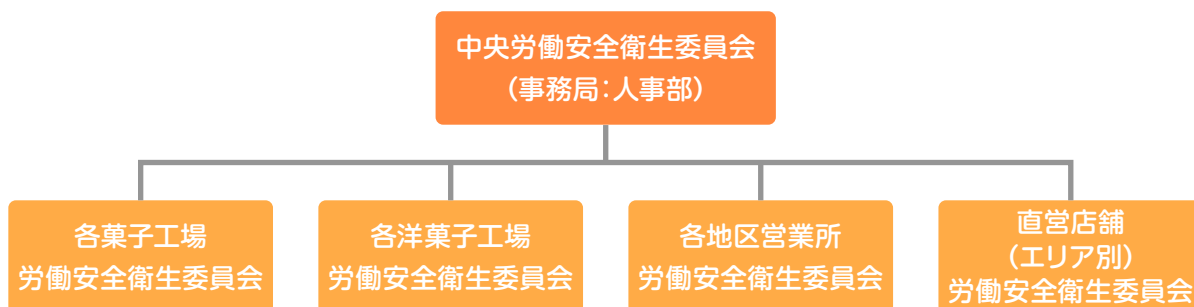 中央労働安全衛生委員会
（事務局：人事部）
各菓子工場
労働安全衛生委員会
各洋菓子工場
労働安全衛生委員会
各地区営業所
労働安全衛生委員会
直営店舗
（エリア別）
労働安全衛生委員会